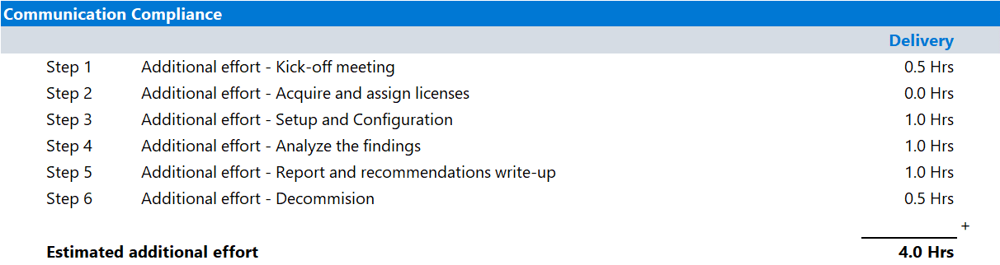 Communication Compliance
Delivery
Step 1 Additional effort - Kick-off meeting 0.5 Hrs
Step 2 Additional effort - Acquire and assign licenses 0.0 Hrs
Step 3 Additional effort - Setup and Configuration 1.0 Hrs
Step 4 Additional effort - Analyze the findings 1.0 Hrs
Step 5 Additional effort - Report and recommendations write-up 1.0 Hrs
Step 6 Additional effort - Decommision 0.5 Hrs
+
Estimated additional effort 4.0 Hrs